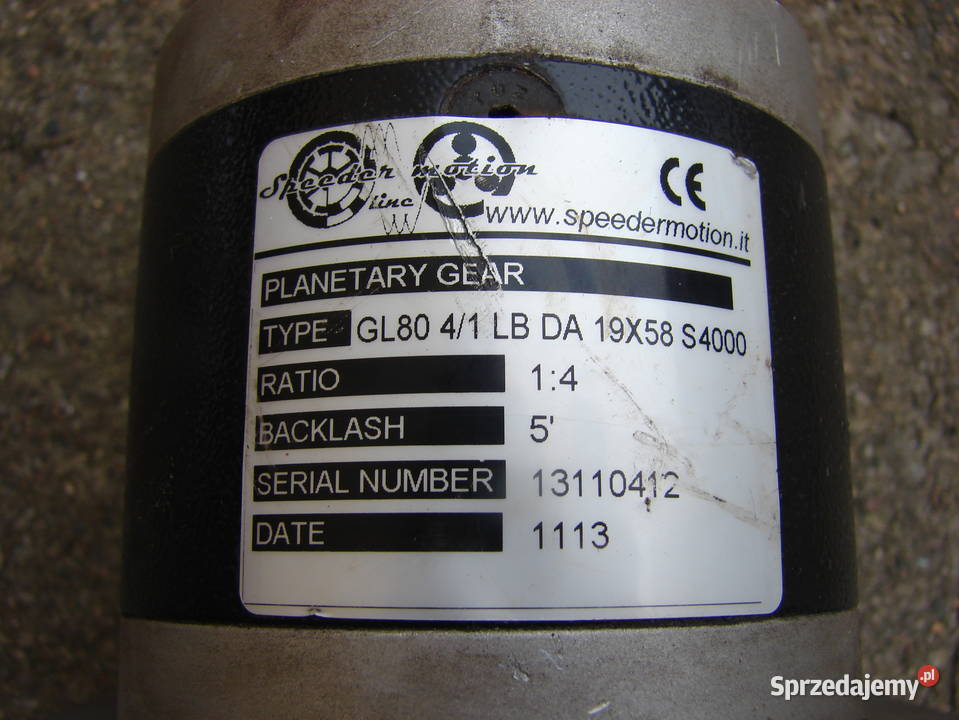 Speeder motion
line
CE
www.speedermotion.it
PLANETARY GEAR
TYPE GL80 4/1 LB DA 19X58 S4000
RATIO 1:4
BACKLASH 5'
SERIAL NUMBER 13110412
DATE 1113
Sprzedajemy.pl